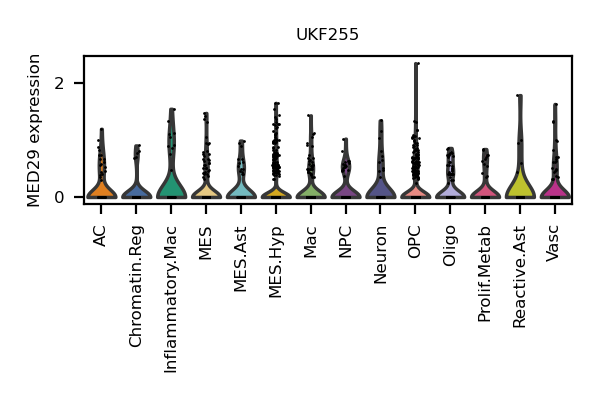 UKF255
MED29 expression
2
0
AC
Chromatin.Reg
Inflammatory.Mac
MES
MES.Ast
MES.Hyp
Mac
NPC
Neuron
OPC
Oligo
Prolif.Metab
Reactive.Ast
Vasc